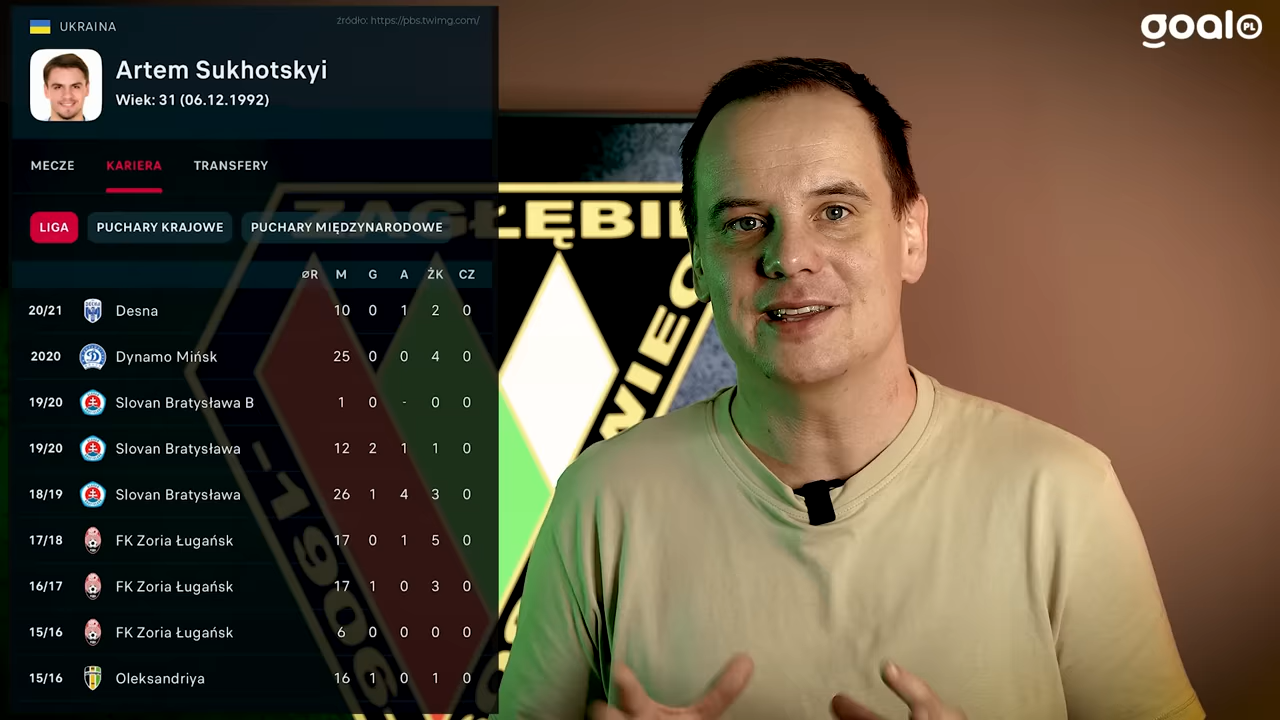 UKRAINA
źródło: https://pbs.twimg.com/
goal PL
Artem Sukhotskyi
Wiek: 31 (06.12.1992)
MECZE KARIERA TRANSFERY
LIGA PUCHARY KRAJOWE PUCHARY MIĘDZYNARODOWE
ØR M G A ŻK CZ
20/21 Desna 10 0 1 2 0
2020 Dynamo Mińsk 25 0 0 4 0
19/20 Slovan Bratysława B 1 0 - 0 0
19/20 Slovan Bratysława 12 2 1 1 0
18/19 Slovan Bratysława 26 1 4 3 0
17/18 FK Zoria Ługańsk 17 0 1 5 0
16/17 FK Zoria Ługańsk 17 1 0 3 0
15/16 FK Zoria Ługańsk 6 0 0 0 0
15/16 Oleksandriya 16 1 0 1 0
ZAGŁĘBI
WIEC
-1906